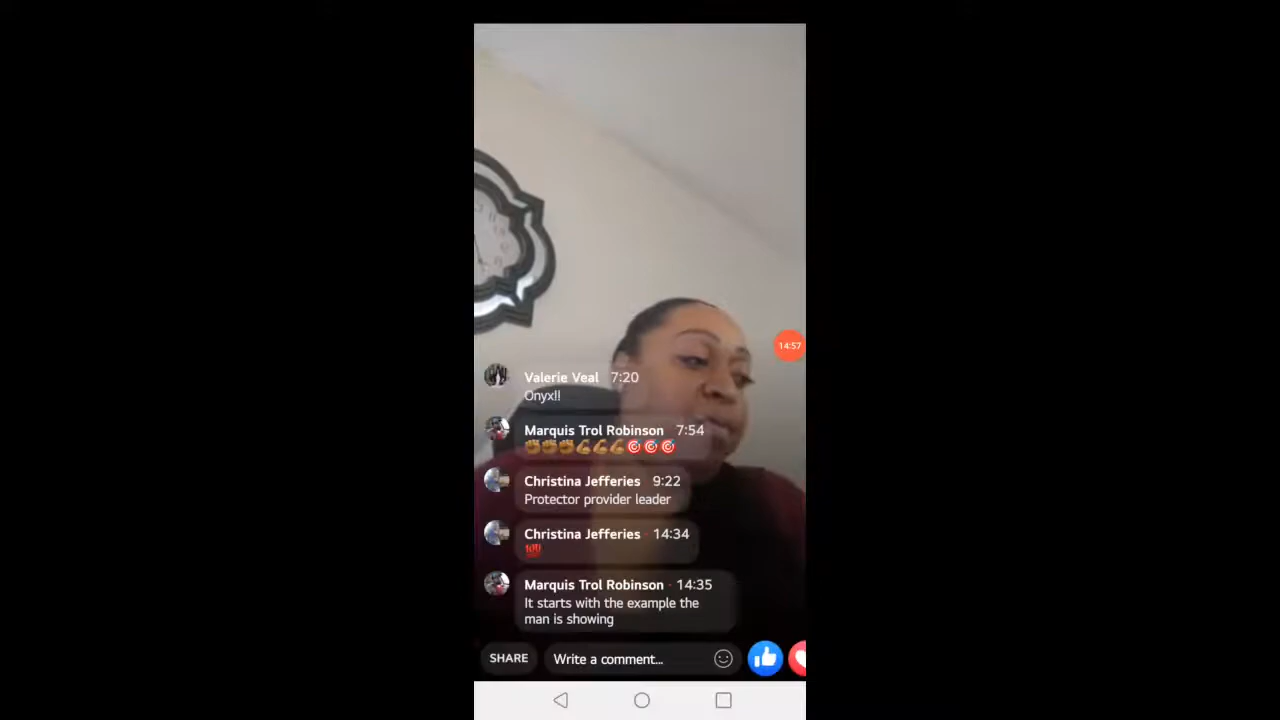 14:57
Valerie Veal 7:20
Onyx!!
Marquis Trol Robinson 7:54
✊✊✊💪💪💪🎯🎯🎯
Christina Jefferies 9:22
Protector provider leader
Christina Jefferies · 14:34
💯
Marquis Trol Robinson · 14:35
It starts with the example the
man is showing
SHARE Write a comment...